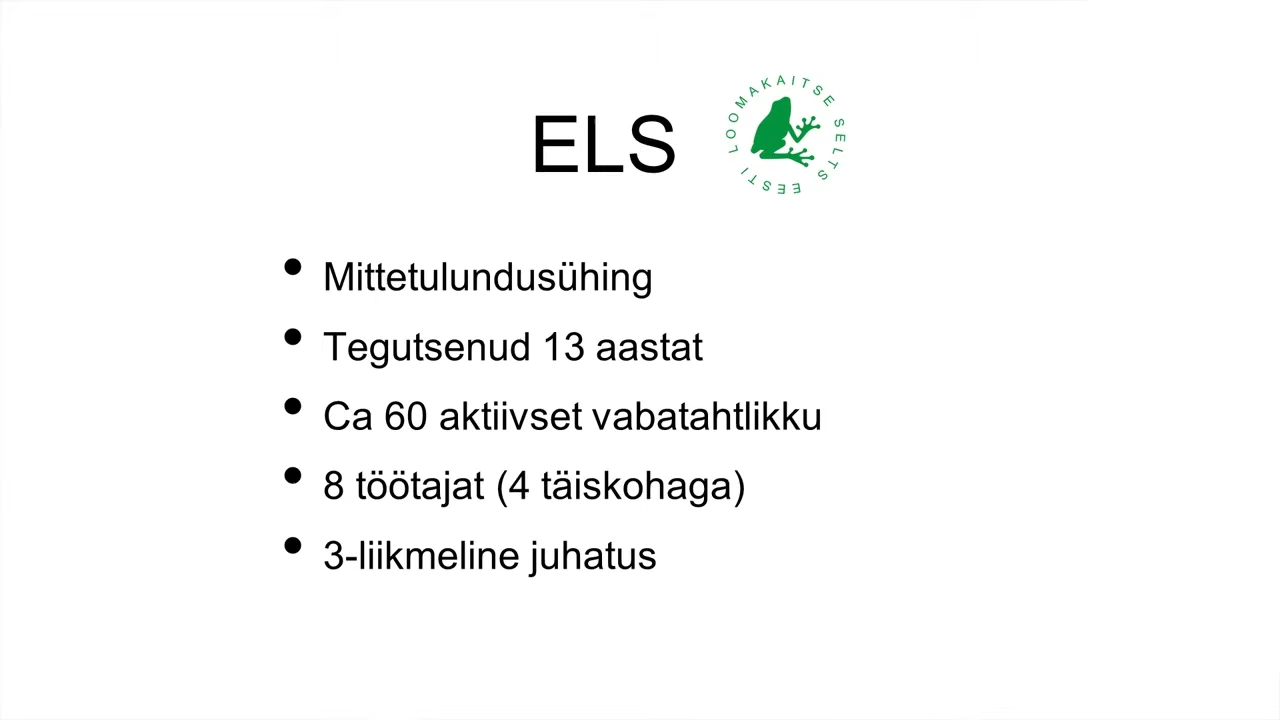 ELS
EESTI LOOMAKAITSE SELTS
• Mittetulundusühing
• Tegutsenud 13 aastat
• Ca 60 aktiivset vabatahtlikku
• 8 töötajat (4 täiskohaga)
• 3-liikmeline juhatus